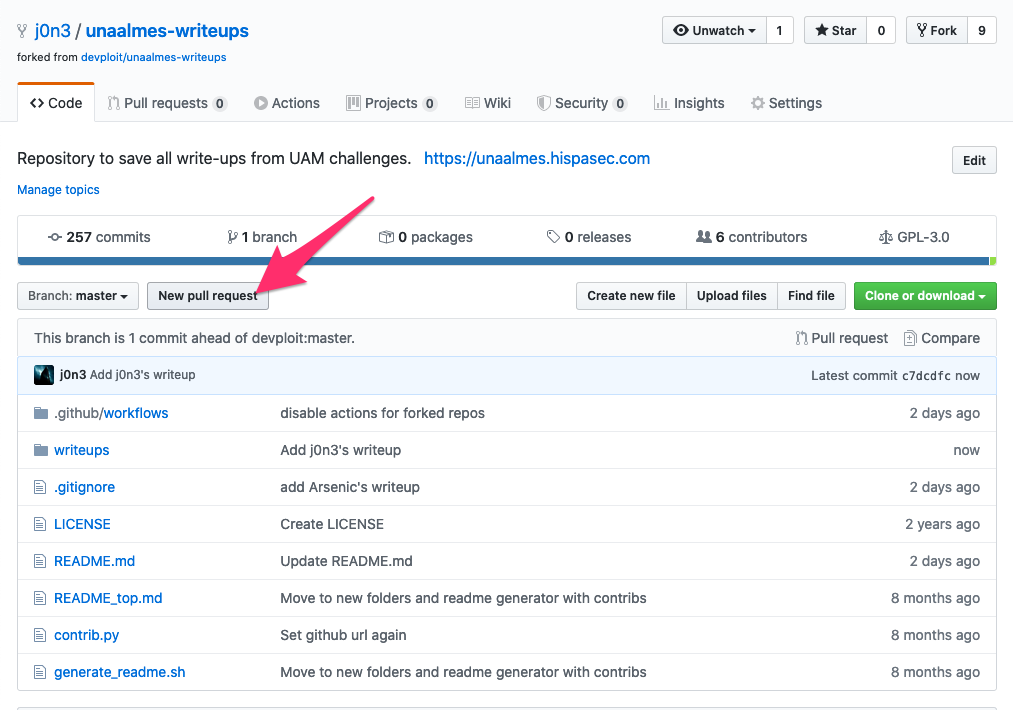 j0n3 / unaalmes-writeups
Unwatch 1 Star 0 Fork 9
forked from devploit/unaalmes-writeups
Code Pull requests 0 Actions Projects 0 Wiki Security 0 Insights Settings
Repository to save all write-ups from UAM challenges. https://unaalmes.hispasec.com
Edit
Manage topics
257 commits 1 branch 0 packages 0 releases 6 contributors GPL-3.0
Branch: master New pull request Create new file Upload files Find file Clone or download
This branch is 1 commit ahead of devploit:master. Pull request Compare
j0n3 Add j0n3's writeup Latest commit c7dcdfc now
.github/workflows disable actions for forked repos 2 days ago
writeups Add j0n3's writeup now
.gitignore add Arsenic's writeup 2 days ago
LICENSE Create LICENSE 2 years ago
README.md Update README.md 2 days ago
README_top.md Move to new folders and readme generator with contribs 8 months ago
contrib.py Set github url again 8 months ago
generate_readme.sh Move to new folders and readme generator with contribs 8 months ago